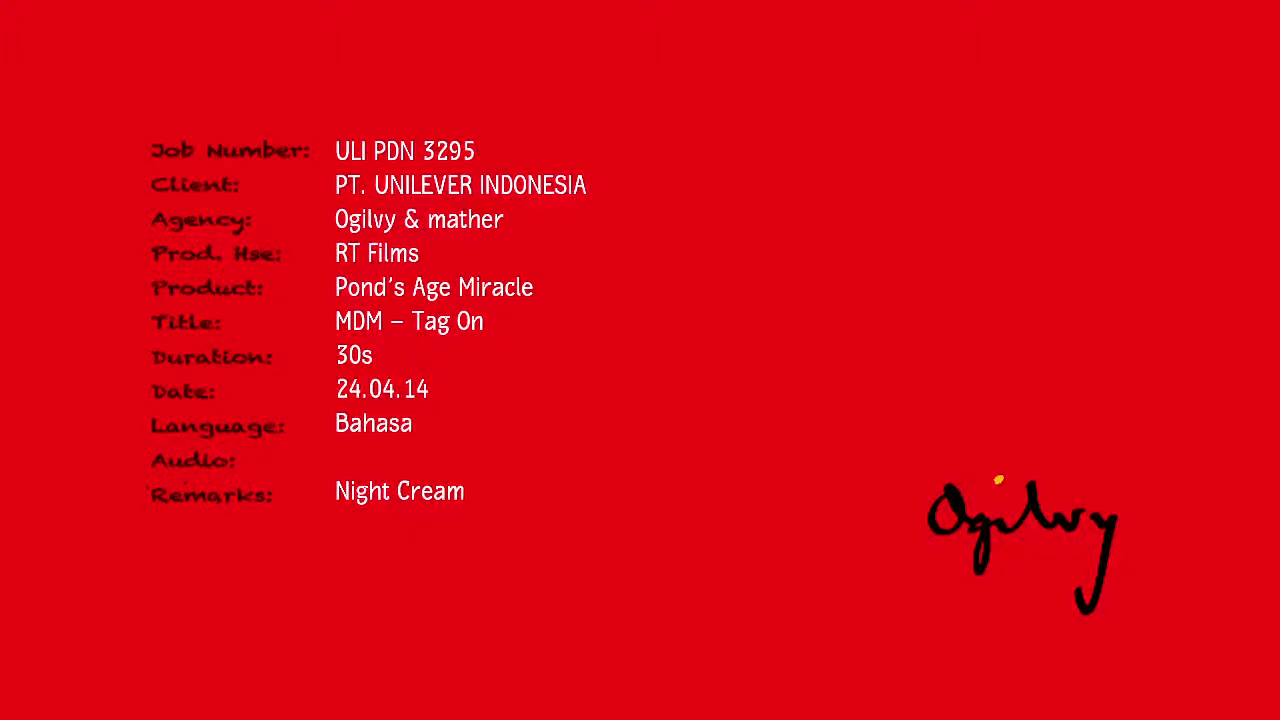 Job Number: ULI PDN 3295
Client: PT. UNILEVER INDONESIA
Agency: Ogilvy & mather
Prod. Hse: RT Films
Product: Pond's Age Miracle
Title: MDM – Tag On
Duration: 30s
Date: 24.04.14
Language: Bahasa
Audio:
Remarks: Night Cream
Ogilvy